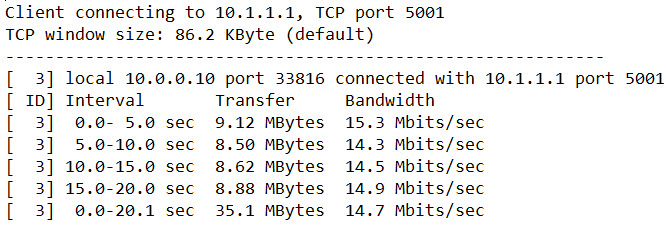 Client connecting to 10.1.1.1, TCP port 5001
TCP window size: 86.2 KByte (default)
------------------------------------------------------------
[  3] local 10.0.0.10 port 33816 connected with 10.1.1.1 port 5001
[ ID] Interval       Transfer     Bandwidth
[  3]  0.0- 5.0 sec  9.12 MBytes  15.3 Mbits/sec
[  3]  5.0-10.0 sec  8.50 MBytes  14.3 Mbits/sec
[  3] 10.0-15.0 sec  8.62 MBytes  14.5 Mbits/sec
[  3] 15.0-20.0 sec  8.88 MBytes  14.9 Mbits/sec
[  3]  0.0-20.1 sec  35.1 MBytes  14.7 Mbits/sec